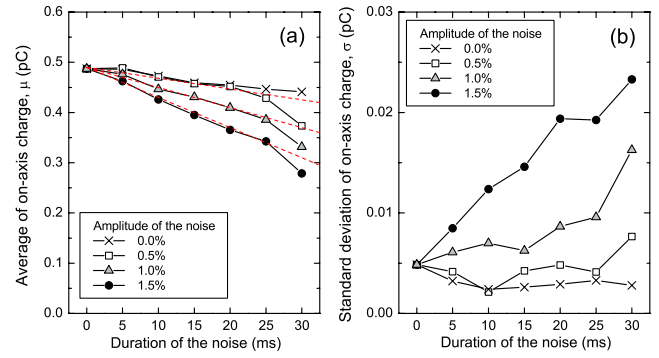 (a)
Average of on-axis charge, μ (pC)
0.6
0.5
0.4
0.3
0.2
0.1
0.0
Amplitude of the noise
0.0%
0.5%
1.0%
1.5%
0 5 10 15 20 25 30
Duration of the noise (ms)
(b)
Standard deviation of on-axis charge, σ (pC)
0.03
0.02
0.01
0.00
Amplitude of the noise
0.0%
0.5%
1.0%
1.5%
0 5 10 15 20 25 30
Duration of the noise (ms)